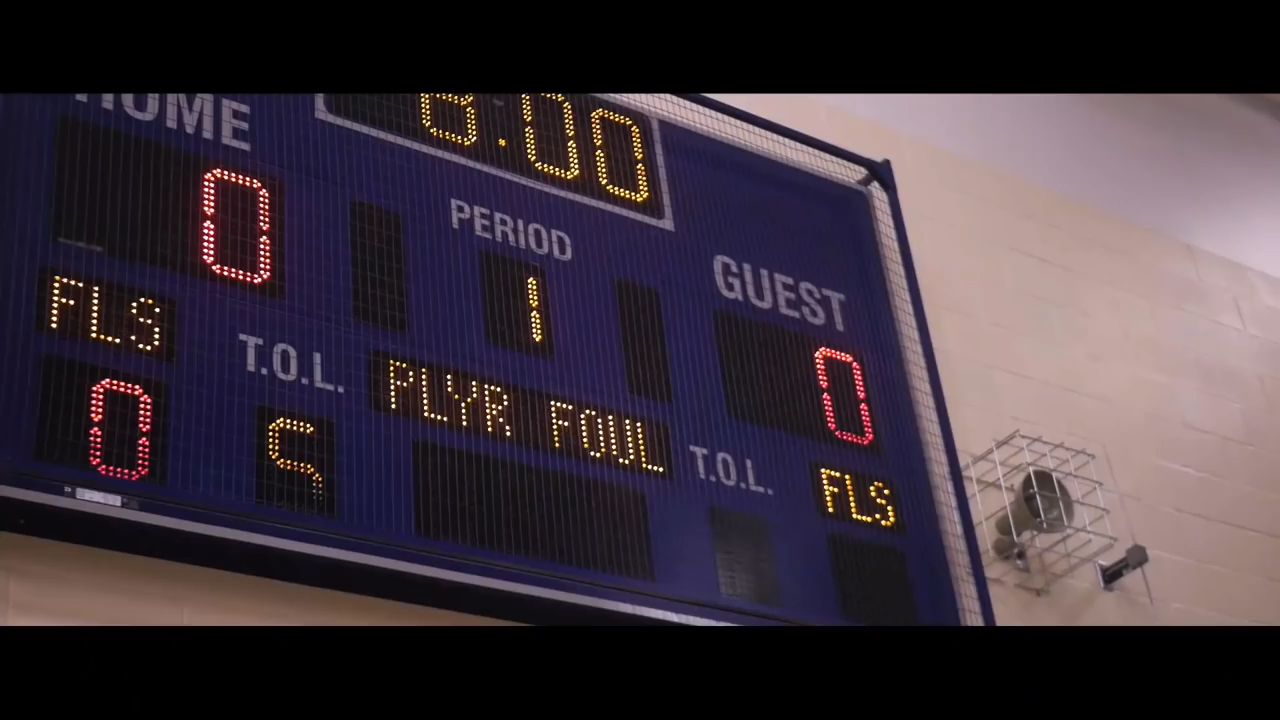 HOME
8:00
0
PERIOD
1
GUEST
0
FLS
T.O.L.
PLYR FOUL
T.O.L.
FLS
0
5